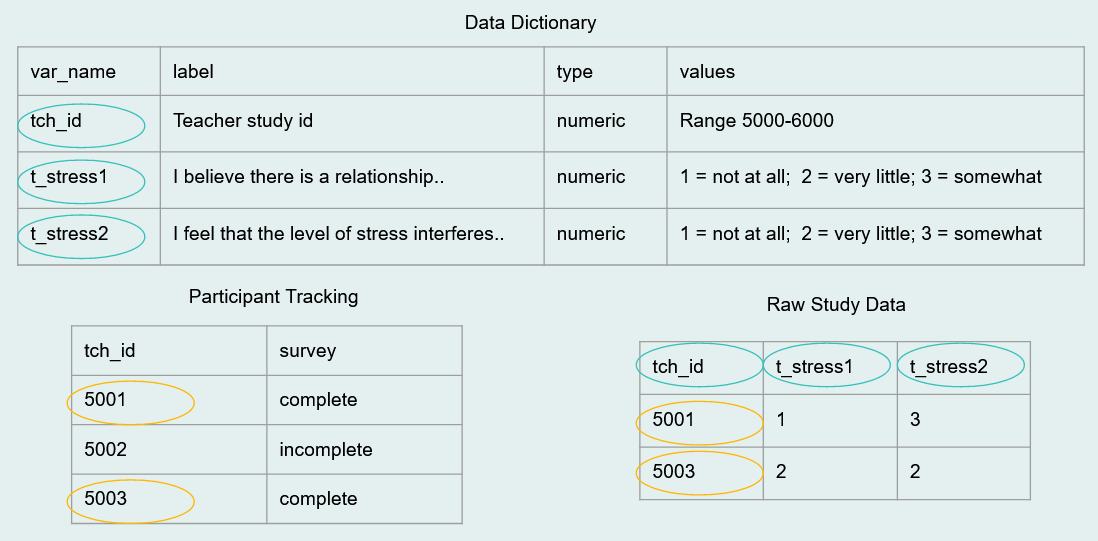 Data Dictionary
var_name label type values
tch_id Teacher study id numeric Range 5000-6000
t_stress1 I believe there is a relationship.. numeric 1 = not at all;  2 = very little; 3 = somewhat
t_stress2 I feel that the level of stress interferes.. numeric 1 = not at all;  2 = very little; 3 = somewhat
Participant Tracking
tch_id survey
5001 complete
5002 incomplete
5003 complete
Raw Study Data
tch_id t_stress1 t_stress2
5001 1 3
5003 2 2